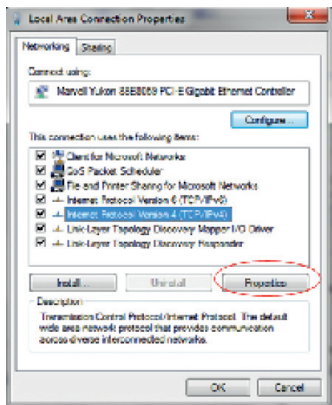 Local Area Connection Properties
Networking Sharing
Connect using:
Marvell Yukon 88E8059 PCI-E Gigabit Ethernet Controller
Configure...
This connection uses the following items:
Client for Microsoft Networks
QoS Packet Scheduler
File and Printer Sharing for Microsoft Networks
Internet Protocol Version 6 (TCP/IPv6)
Internet Protocol Version 4 (TCP/IPv4)
Link-Layer Topology Discovery Mapper I/O Driver
Link-Layer Topology Discovery Responder
Install... Uninstall Properties
Description
Transmission Control Protocol/Internet Protocol. The default
wide area network protocol that provides communication
across diverse interconnected networks.
OK Cancel